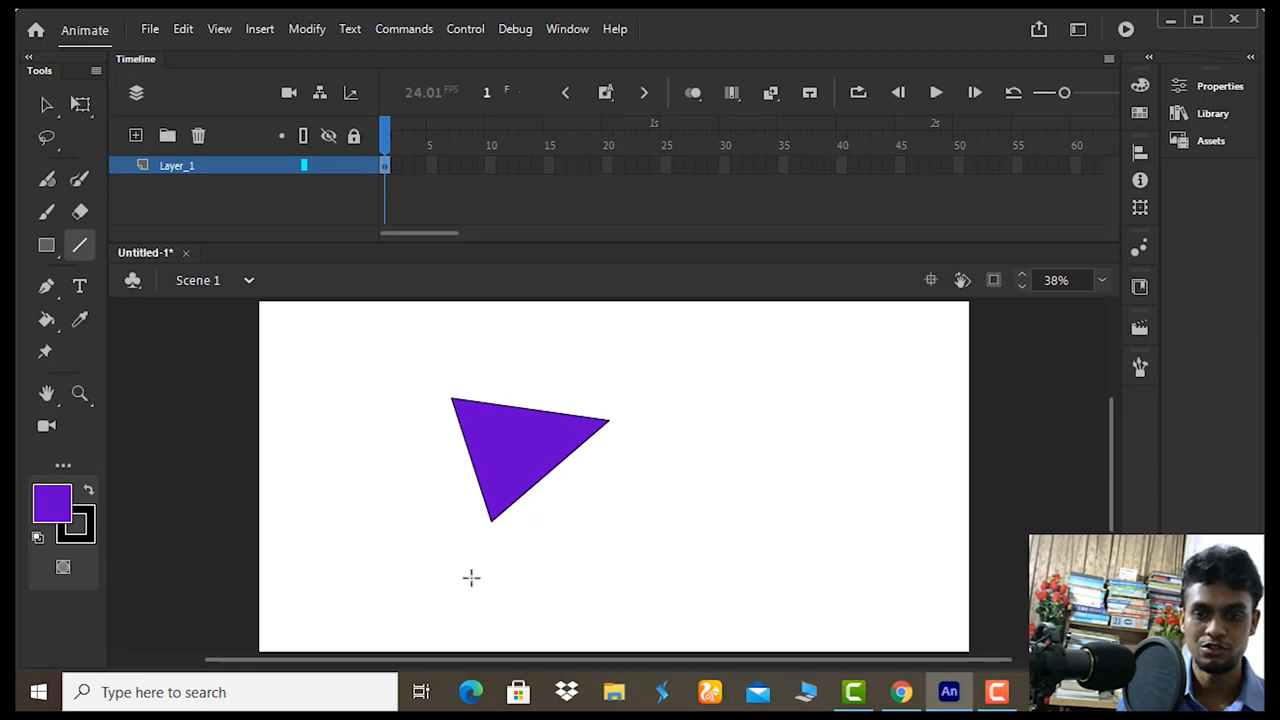 Animate File Edit View Insert Modify Text Commands Control Debug Window Help
Timeline
Tools
24.01 FPS 1 F
Properties
Library
Assets
1s 2s
5 10 15 20 25 30 35 40 45 50 55 60
Layer_1
Untitled-1*
Scene 1
38%
T
Type here to search
An